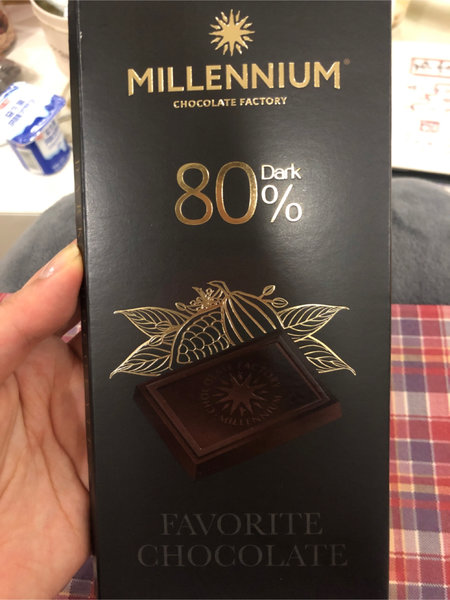 MILLENNIUM®
CHOCOLATE FACTORY
80% Dark
FAVORITE
CHOCOLATE